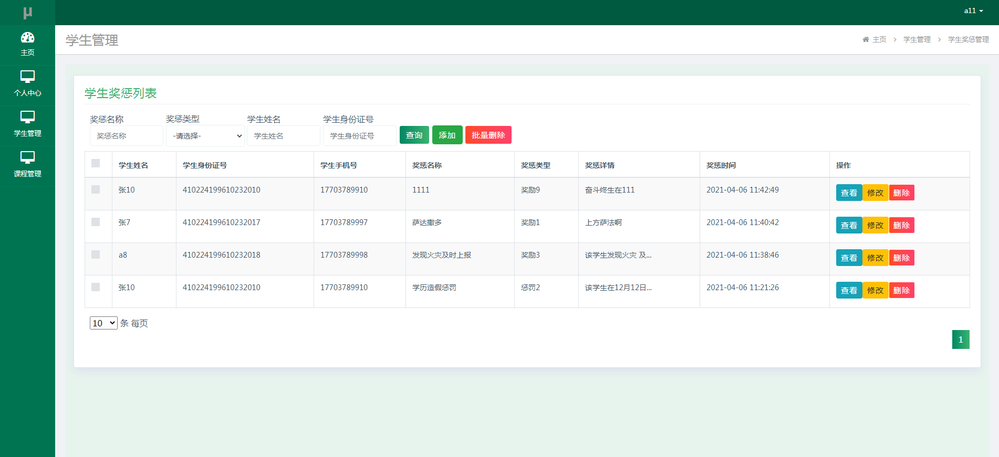 µ
a11
主页
个人中心
学生管理
课程管理
学生管理
主页 > 学生管理 > 学生奖惩管理
学生奖惩列表
奖惩名称 奖惩类型 学生姓名 学生身份证号
奖惩名称 -请选择- 学生姓名 学生身份证号 查询 添加 批量删除
学生姓名 学生身份证号 学生手机号 奖惩名称 奖惩类型 奖惩详情 奖惩时间 操作
张10 410224199610232010 17703789910 1111 奖励9 奋斗终生在111 2021-04-06 11:42:49 查看 修改 删除
张7 410224199610232017 17703789997 萨达撒多 奖励1 上方萨法啊 2021-04-06 11:40:42 查看 修改 删除
a8 410224199610232018 17703789998 发现火灾及时上报 奖励3 该学生发现火灾 及... 2021-04-06 11:38:46 查看 修改 删除
张10 410224199610232010 17703789910 学历造假惩罚 惩罚2 该学生在12月12日... 2021-04-06 11:21:26 查看 修改 删除
10 条 每页
1